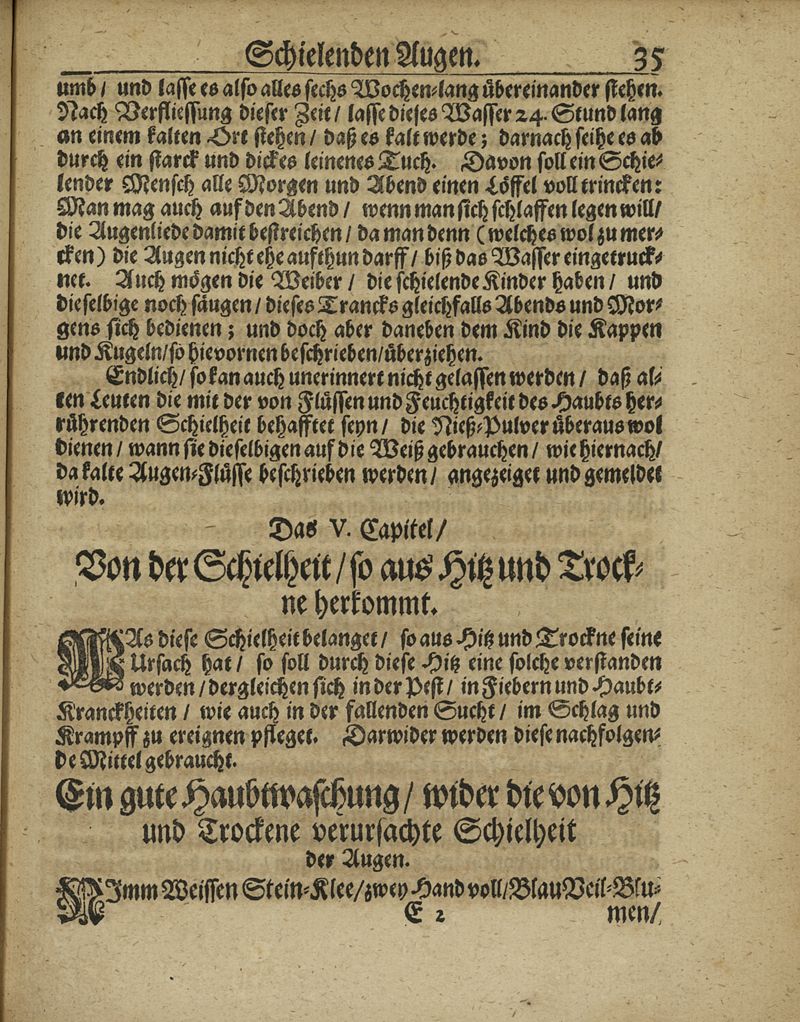 Schielenden Augen. 35
umb / und lasse es also alles sechs Wochen-lang übereinander stehen.
Nach Verfliessung dieser Zeit / lasse dieses Wasser 24. Stund lang
an einem kalten Ort stehen / daß es kalt werde; darnach seihe es ab
durch ein starck und dickes leinenes Tuch. Davon soll ein Schie-
lender Mensch alle Morgen und Abend einen Löffel voll trincken:
Man mag auch auf den Abend / wenn man sich schlaffen legen will/
die Augenliede damit bestreichen / da man denn (welches wol zu mer-
cken) die Augen nicht ehe aufthun darff / biß das Wasser eingetruck-
net. Auch mögen die Weiber / die schielende Kinder haben / und
dieselbige noch säugen / dieses Trancks gleichfalls Abends und Mor-
gens sich bedienen; und doch aber daneben dem Kind die Kappen
und Kugeln/so hievornen beschrieben/überziehen.
Endlich/ so kan auch unerinnert nicht gelassen werden / daß al-
ten Leuten die mit der von Flüssen und Feuchtigkeit des Haubts her-
rührenden Schielheit behafftet seyn/ die Nieß-Pulver überaus wol
dienen / wann sie dieselbigen auf die Weiß gebrauchen / wie hiernach/
da kalte Augen-Flüsse beschrieben werden/ angezeiget und gemeldet
wird.
Das V. Capitel/
Von der Schielheit / so aus Hitz und Trock-
ne herkommt.
WAs diese Schielheit belanget / so aus Hitz und Trockne seine
Ursach hat / so soll durch diese Hitz eine solche verstanden
werden / dergleichen sich in der Pest / in Fiebern und Haubt-
Kranckheiten / wie auch in der fallenden Sucht / im Schlag und
Krampff zu ereignen pfleget. Darwider werden diese nachfolgen-
de Mittel gebraucht.
Ein gute Haubtwaschung/ wider die von Hitz
und Trockene verursachte Schielheit
der Augen.
NImm Weissen Stein-Klee/zwey Hand voll/Blau Veil-Blu-
E 2 men/